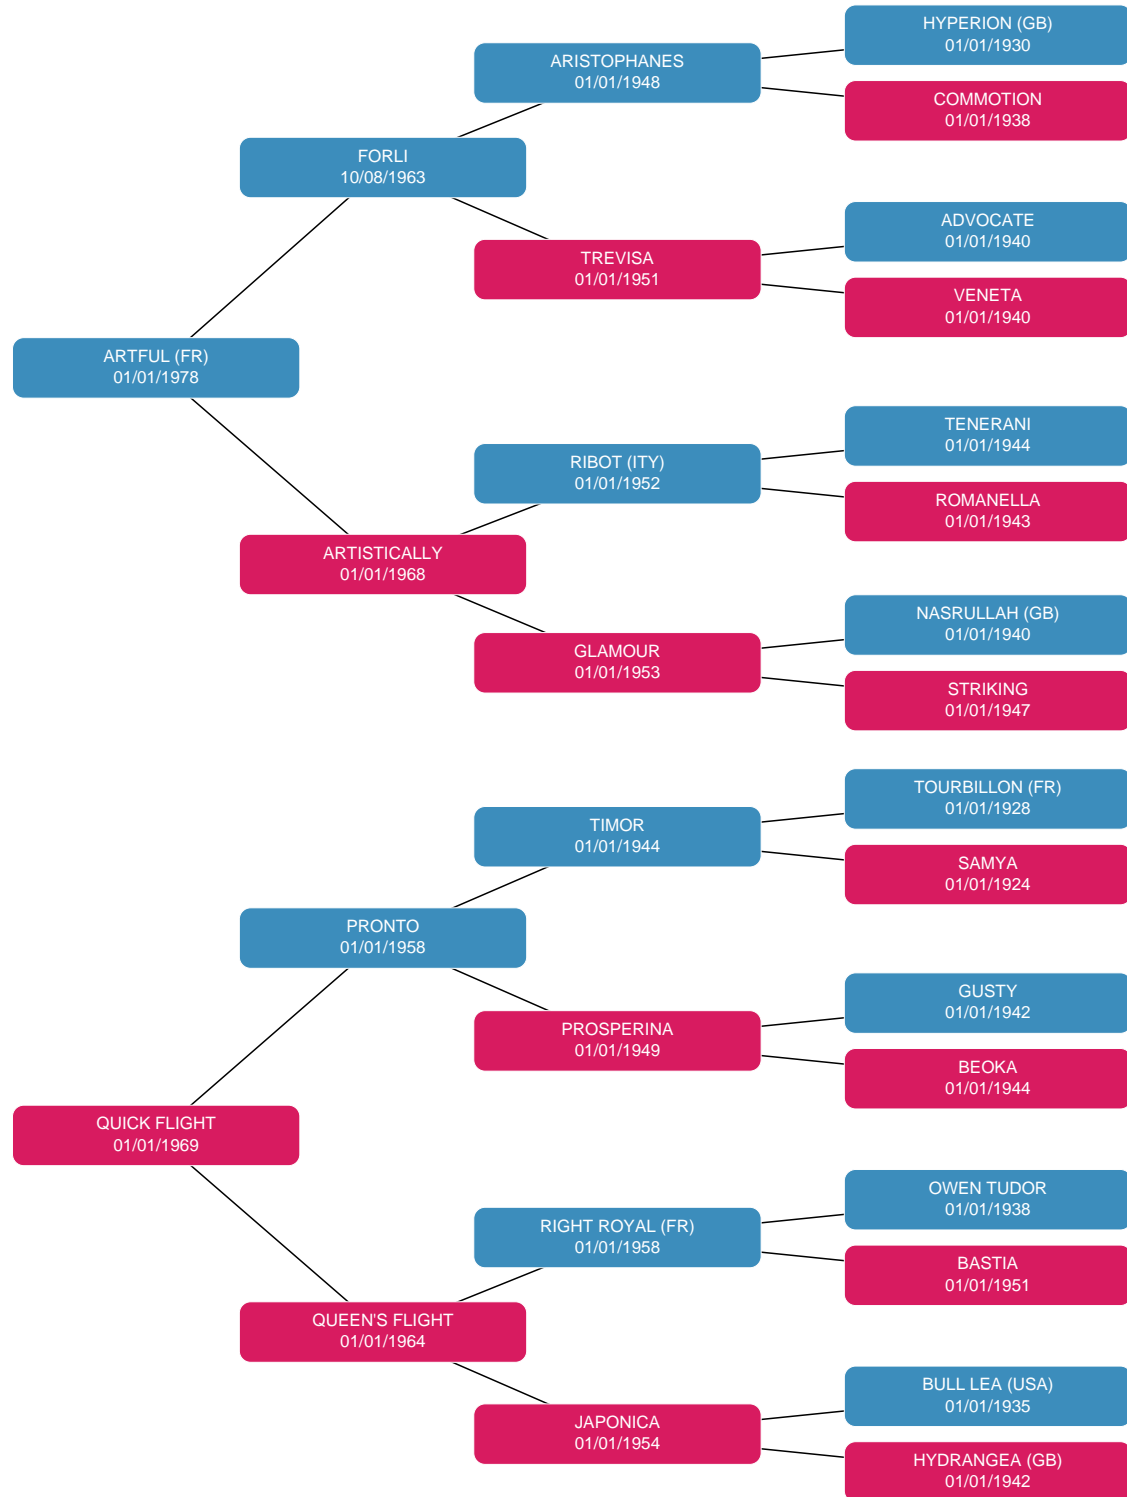 HYPERION (GB)
01/01/1930
ARISTOPHANES
01/01/1948
COMMOTION
01/01/1938
FORLI
10/08/1963
ADVOCATE
01/01/1940
TREVISA
01/01/1951
VENETA
01/01/1940
ARTFUL (FR)
01/01/1978
TENERANI
01/01/1944
RIBOT (ITY)
01/01/1952
ROMANELLA
01/01/1943
ARTISTICALLY
01/01/1968
NASRULLAH (GB)
01/01/1940
GLAMOUR
01/01/1953
STRIKING
01/01/1947
TOURBILLON (FR)
01/01/1928
TIMOR
01/01/1944
SAMYA
01/01/1924
PRONTO
01/01/1958
GUSTY
01/01/1942
PROSPERINA
01/01/1949
BEOKA
01/01/1944
QUICK FLIGHT
01/01/1969
OWEN TUDOR
01/01/1938
RIGHT ROYAL (FR)
01/01/1958
BASTIA
01/01/1951
QUEEN'S FLIGHT
01/01/1964
BULL LEA (USA)
01/01/1935
JAPONICA
01/01/1954
HYDRANGEA (GB)
01/01/1942